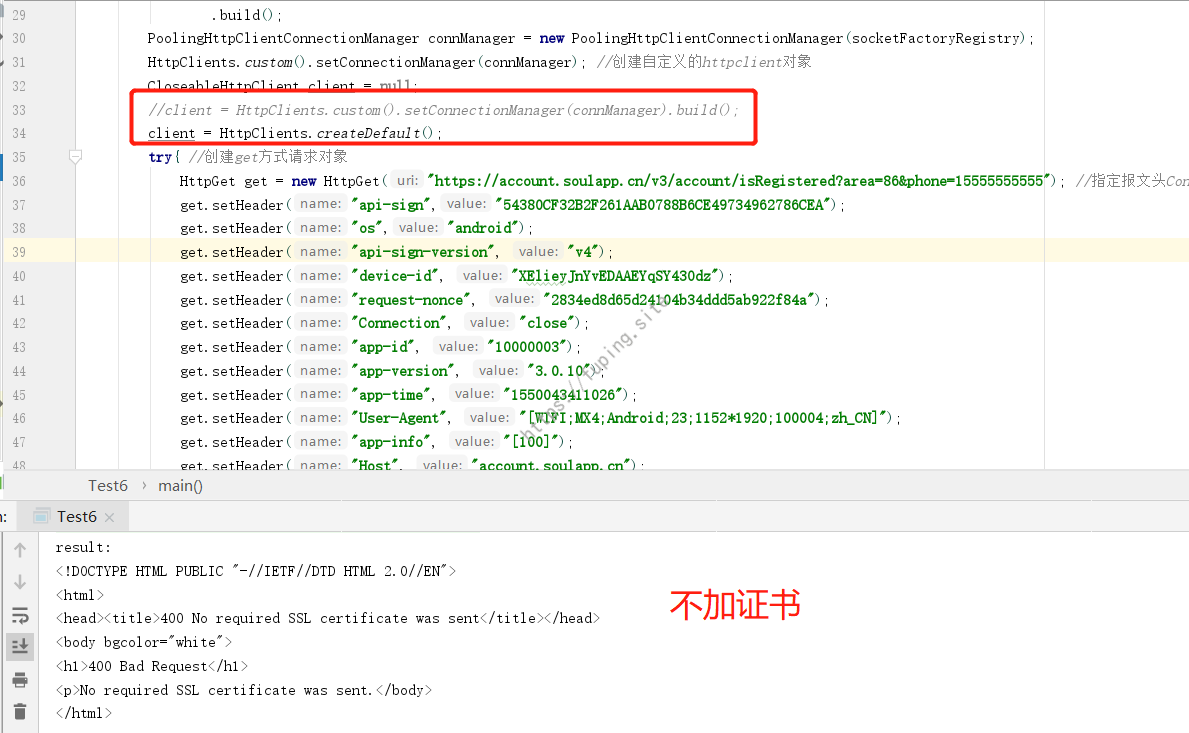 29 .build();
30 PoolingHttpClientConnectionManager connManager = new PoolingHttpClientConnectionManager(socketFactoryRegistry);
31 HttpClients.custom().setConnectionManager(connManager); //创建自定义的httpclient对象
32 CloseableHttpClient client = null;
33 //client = HttpClients.custom().setConnectionManager(connManager).build();
34 client = HttpClients.createDefault();
35 try{ //创建get方式请求对象
36 HttpGet get = new HttpGet( uri: "https://account.soulapp.cn/v3/account/isRegistered?area=86&phone=15555555555"); //指定报文头Con
37 get.setHeader( name: "api-sign", value: "54380CF32B2F261AAB0788B6CE49734962786CEA");
38 get.setHeader( name: "os", value: "android");
39 get.setHeader( name: "api-sign-version", value: "v4");
40 get.setHeader( name: "device-id", value: "XElieyJnYvEDAAEYqSY430dz");
41 get.setHeader( name: "request-nonce", value: "2834ed8d65d24104b34ddd5ab922f84a");
42 get.setHeader( name: "Connection", value: "close");
43 get.setHeader( name: "app-id", value: "10000003");
44 get.setHeader( name: "app-version", value: "3.0.10");
45 get.setHeader( name: "app-time", value: "1550043411026");
46 get.setHeader( name: "User-Agent", value: "[WIFI;MX4;Android;23;1152*1920;100004;zh_CN]");
47 get.setHeader( name: "app-info", value: "[100]");
48 get.setHeader( name: "Host", value: "account.soulapp.cn");
https://fuping.site
Test6 › main()
n: Test6 ×
result:
<!DOCTYPE HTML PUBLIC "-//IETF//DTD HTML 2.0//EN">
<html>
<head><title>400 No required SSL certificate was sent</title></head>
<body bgcolor="white">
<h1>400 Bad Request</h1>
<p>No required SSL certificate was sent.</body>
</html>
不加证书